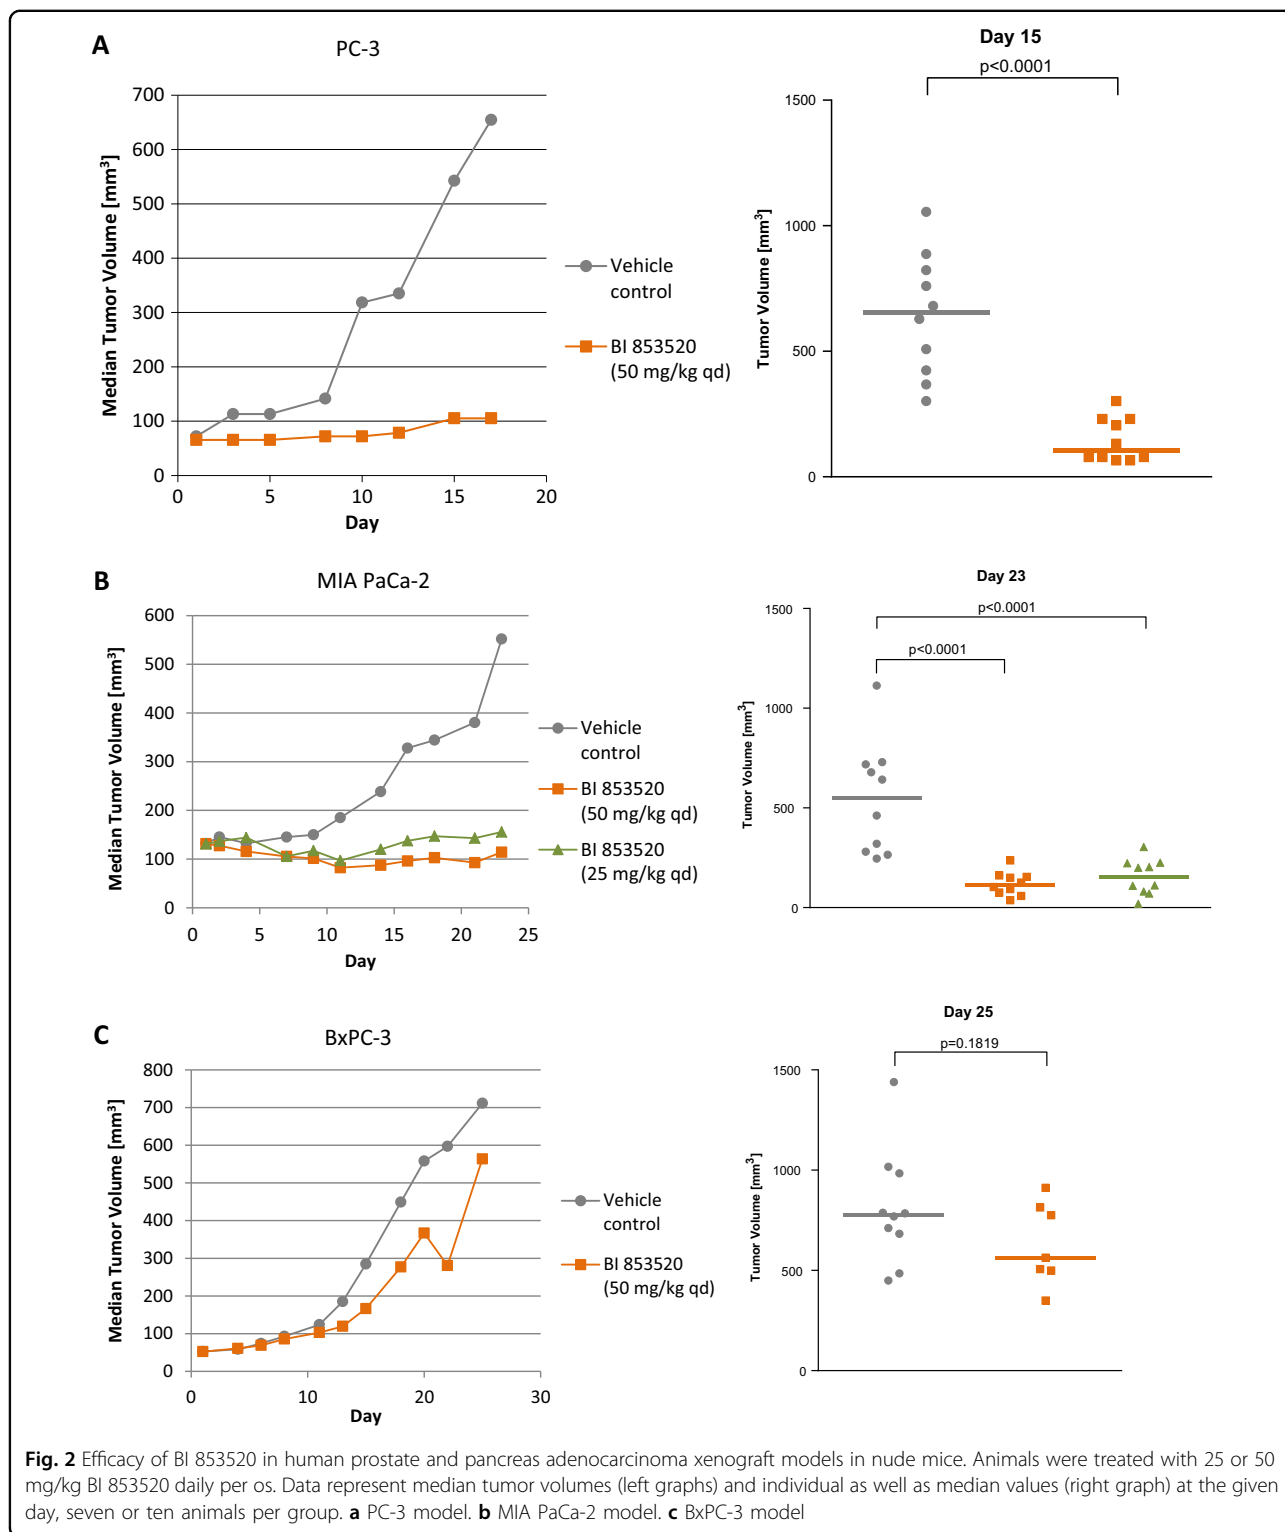 A
PC-3
Median Tumor Volume [mm³]
700
600
500
400
300
200
100
0
0 5 10 15 20
Day
Vehicle
control
BI 853520
(50 mg/kg qd)
Day 15
p<0.0001
Tumor Volume [mm³]
1500
1000
500
0
B
MIA PaCa-2
Median Tumor Volume [mm³]
600
500
400
300
200
100
0
0 5 10 15 20 25
Day
Vehicle
control
BI 853520
(50 mg/kg qd)
BI 853520
(25 mg/kg qd)
Day 23
p<0.0001
p<0.0001
Tumor Volume [mm³]
1500
1000
500
0
C
BxPC-3
Median Tumor Volume [mm³]
800
700
600
500
400
300
200
100
0
0 10 20 30
Day
Vehicle
control
BI 853520
(50 mg/kg qd)
Day 25
p=0.1819
Tumor Volume [mm³]
1500
1000
500
0
Fig. 2 Efficacy of BI 853520 in human prostate and pancreas adenocarcinoma xenograft models in nude mice. Animals were treated with 25 or 50
mg/kg BI 853520 daily per os. Data represent median tumor volumes (left graphs) and individual as well as median values (right graph) at the given
day, seven or ten animals per group. a PC-3 model. b MIA PaCa-2 model. c BxPC-3 model